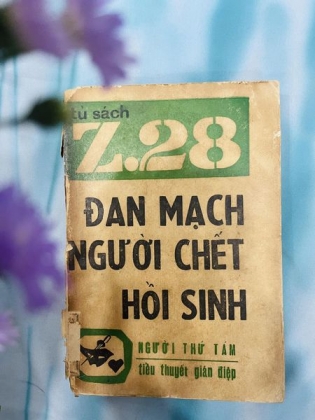 tủ sách
Z.28
ĐAN MẠCH
NGƯỜI CHẾT
HỒI SINH
NGƯỜI THỨ TÁM
tiểu thuyết gián điệp